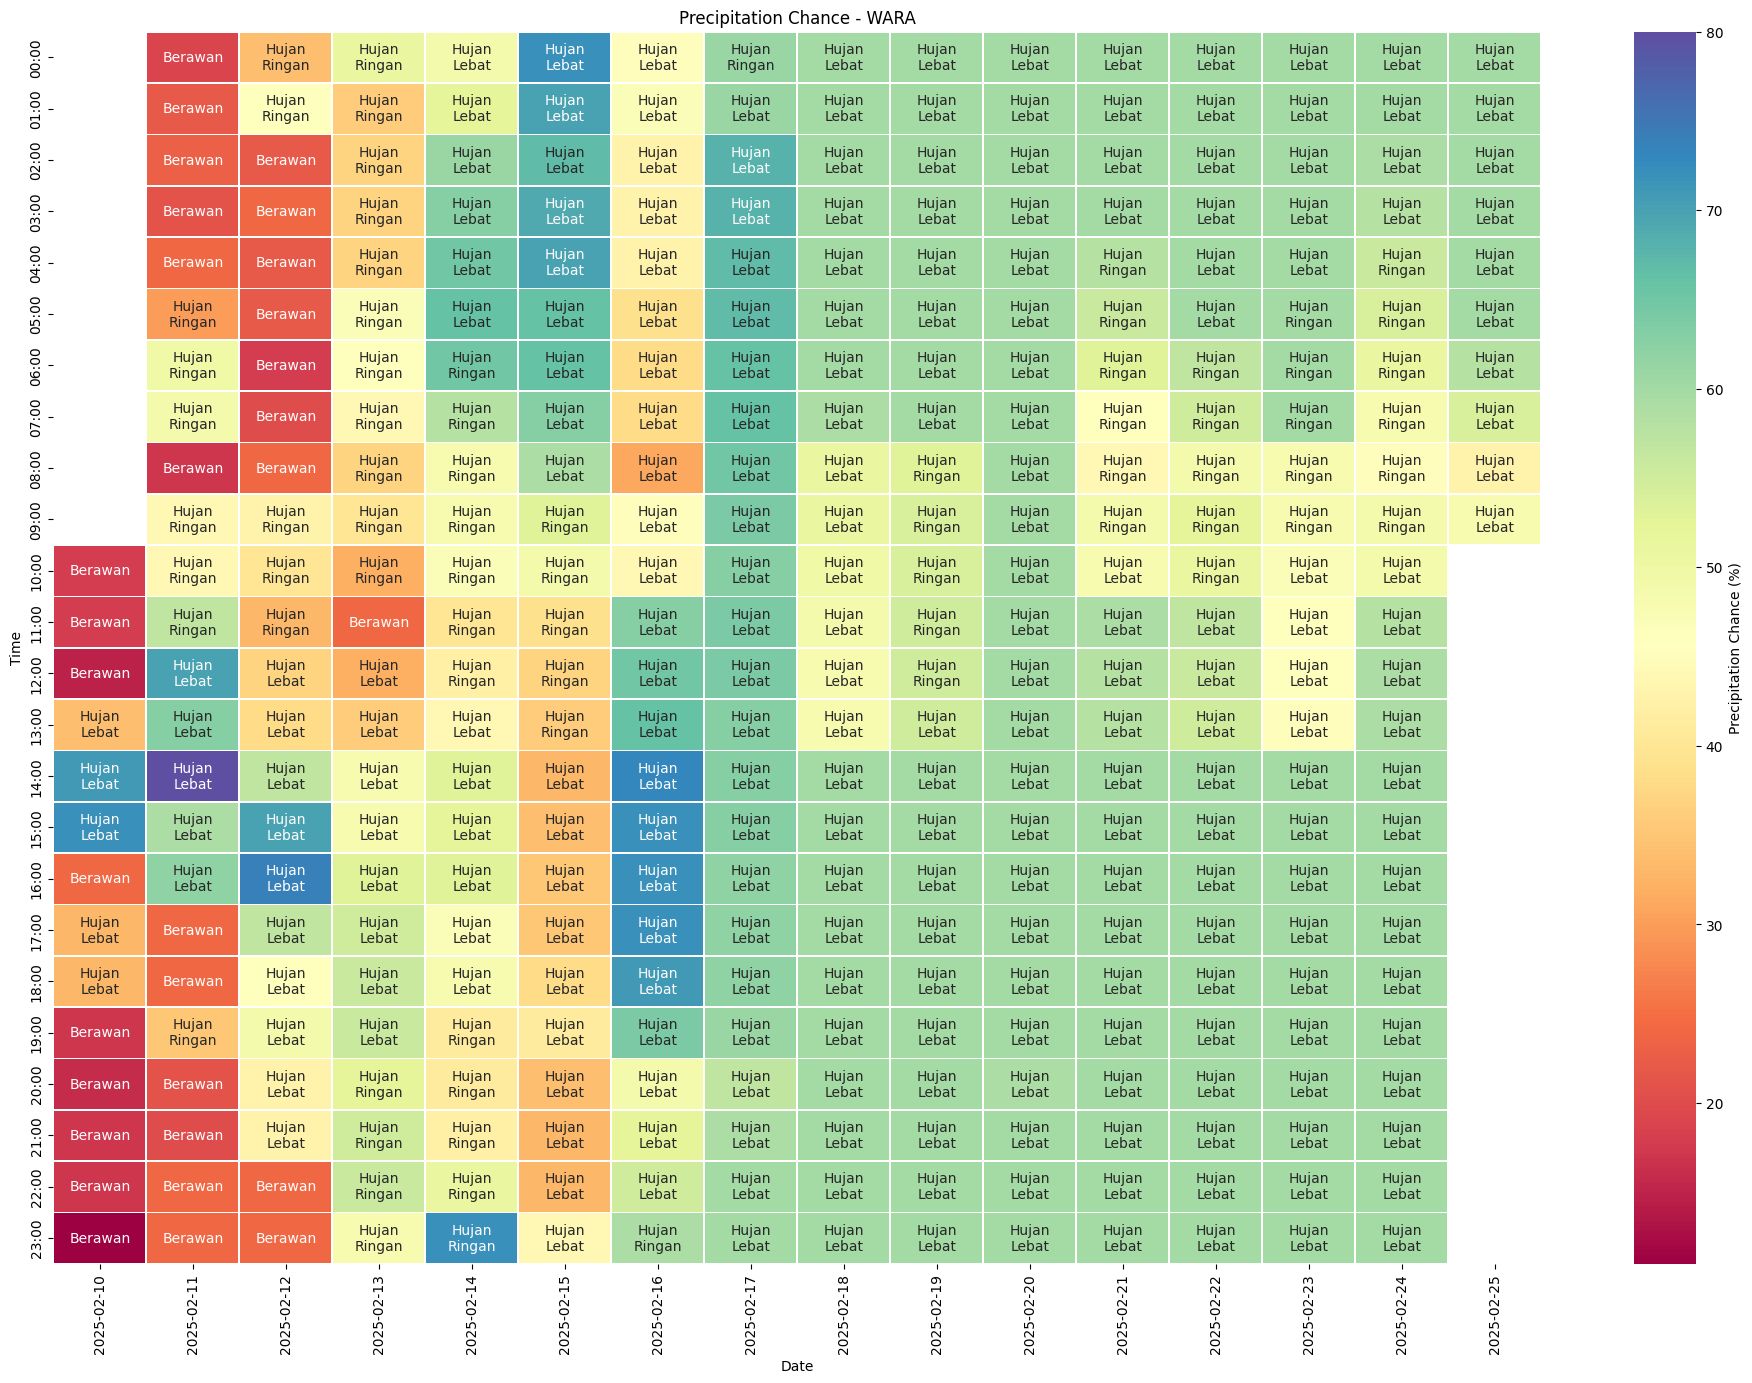 Precipitation Chance - WARA
00:00 Berawan Hujan Ringan Hujan Ringan Hujan Lebat Hujan Lebat Hujan Lebat Hujan Ringan Hujan Lebat Hujan Lebat Hujan Lebat Hujan Lebat Hujan Lebat Hujan Lebat Hujan Lebat Hujan Lebat
01:00 Berawan Hujan Ringan Hujan Ringan Hujan Lebat Hujan Lebat Hujan Lebat Hujan Lebat Hujan Lebat Hujan Lebat Hujan Lebat Hujan Lebat Hujan Lebat Hujan Lebat Hujan Lebat Hujan Lebat
02:00 Berawan Berawan Hujan Ringan Hujan Lebat Hujan Lebat Hujan Lebat Hujan Lebat Hujan Lebat Hujan Lebat Hujan Lebat Hujan Lebat Hujan Lebat Hujan Lebat Hujan Lebat Hujan Lebat
03:00 Berawan Berawan Hujan Ringan Hujan Lebat Hujan Lebat Hujan Lebat Hujan Lebat Hujan Lebat Hujan Lebat Hujan Lebat Hujan Lebat Hujan Lebat Hujan Lebat Hujan Lebat Hujan Lebat
04:00 Berawan Berawan Hujan Ringan Hujan Lebat Hujan Lebat Hujan Lebat Hujan Lebat Hujan Lebat Hujan Lebat Hujan Lebat Hujan Ringan Hujan Lebat Hujan Lebat Hujan Ringan Hujan Lebat
05:00 Hujan Ringan Berawan Hujan Ringan Hujan Lebat Hujan Lebat Hujan Lebat Hujan Lebat Hujan Lebat Hujan Lebat Hujan Lebat Hujan Ringan Hujan Lebat Hujan Ringan Hujan Ringan Hujan Lebat
06:00 Hujan Ringan Berawan Hujan Ringan Hujan Ringan Hujan Lebat Hujan Lebat Hujan Lebat Hujan Lebat Hujan Lebat Hujan Lebat Hujan Ringan Hujan Ringan Hujan Ringan Hujan Ringan Hujan Lebat
07:00 Hujan Ringan Berawan Hujan Ringan Hujan Ringan Hujan Lebat Hujan Lebat Hujan Lebat Hujan Lebat Hujan Lebat Hujan Lebat Hujan Ringan Hujan Ringan Hujan Ringan Hujan Ringan Hujan Lebat
08:00 Berawan Berawan Hujan Ringan Hujan Ringan Hujan Lebat Hujan Lebat Hujan Lebat Hujan Lebat Hujan Ringan Hujan Lebat Hujan Ringan Hujan Ringan Hujan Ringan Hujan Ringan Hujan Lebat
09:00 Hujan Ringan Hujan Ringan Hujan Ringan Hujan Ringan Hujan Ringan Hujan Lebat Hujan Lebat Hujan Lebat Hujan Ringan Hujan Lebat Hujan Ringan Hujan Ringan Hujan Ringan Hujan Ringan Hujan Lebat
10:00 Berawan Hujan Ringan Hujan Ringan Hujan Ringan Hujan Ringan Hujan Ringan Hujan Lebat Hujan Lebat Hujan Lebat Hujan Ringan Hujan Lebat Hujan Lebat Hujan Ringan Hujan Lebat Hujan Lebat
11:00 Berawan Hujan Ringan Hujan Ringan Berawan Hujan Ringan Hujan Ringan Hujan Lebat Hujan Lebat Hujan Lebat Hujan Ringan Hujan Lebat Hujan Lebat Hujan Lebat Hujan Lebat Hujan Lebat
12:00 Berawan Hujan Lebat Hujan Lebat Hujan Lebat Hujan Ringan Hujan Ringan Hujan Lebat Hujan Lebat Hujan Lebat Hujan Ringan Hujan Lebat Hujan Lebat Hujan Lebat Hujan Lebat Hujan Lebat
13:00 Hujan Lebat Hujan Lebat Hujan Lebat Hujan Lebat Hujan Lebat Hujan Ringan Hujan Lebat Hujan Lebat Hujan Lebat Hujan Lebat Hujan Lebat Hujan Lebat Hujan Lebat Hujan Lebat Hujan Lebat
14:00 Hujan Lebat Hujan Lebat Hujan Lebat Hujan Lebat Hujan Lebat Hujan Lebat Hujan Lebat Hujan Lebat Hujan Lebat Hujan Lebat Hujan Lebat Hujan Lebat Hujan Lebat Hujan Lebat Hujan Lebat
15:00 Hujan Lebat Hujan Lebat Hujan Lebat Hujan Lebat Hujan Lebat Hujan Lebat Hujan Lebat Hujan Lebat Hujan Lebat Hujan Lebat Hujan Lebat Hujan Lebat Hujan Lebat Hujan Lebat Hujan Lebat
16:00 Berawan Hujan Lebat Hujan Lebat Hujan Lebat Hujan Lebat Hujan Lebat Hujan Lebat Hujan Lebat Hujan Lebat Hujan Lebat Hujan Lebat Hujan Lebat Hujan Lebat Hujan Lebat Hujan Lebat
17:00 Hujan Lebat Berawan Hujan Lebat Hujan Lebat Hujan Lebat Hujan Lebat Hujan Lebat Hujan Lebat Hujan Lebat Hujan Lebat Hujan Lebat Hujan Lebat Hujan Lebat Hujan Lebat Hujan Lebat
18:00 Hujan Lebat Berawan Hujan Lebat Hujan Lebat Hujan Lebat Hujan Lebat Hujan Lebat Hujan Lebat Hujan Lebat Hujan Lebat Hujan Lebat Hujan Lebat Hujan Lebat Hujan Lebat Hujan Lebat
19:00 Berawan Hujan Ringan Hujan Lebat Hujan Lebat Hujan Ringan Hujan Lebat Hujan Lebat Hujan Lebat Hujan Lebat Hujan Lebat Hujan Lebat Hujan Lebat Hujan Lebat Hujan Lebat Hujan Lebat
20:00 Berawan Berawan Hujan Lebat Hujan Ringan Hujan Ringan Hujan Lebat Hujan Lebat Hujan Lebat Hujan Lebat Hujan Lebat Hujan Lebat Hujan Lebat Hujan Lebat Hujan Lebat Hujan Lebat
21:00 Berawan Berawan Hujan Lebat Hujan Ringan Hujan Ringan Hujan Lebat Hujan Lebat Hujan Lebat Hujan Lebat Hujan Lebat Hujan Lebat Hujan Lebat Hujan Lebat Hujan Lebat Hujan Lebat
22:00 Berawan Berawan Berawan Hujan Ringan Hujan Ringan Hujan Lebat Hujan Lebat Hujan Lebat Hujan Lebat Hujan Lebat Hujan Lebat Hujan Lebat Hujan Lebat Hujan Lebat Hujan Lebat
23:00 Berawan Berawan Berawan Hujan Ringan Hujan Ringan Hujan Lebat Hujan Ringan Hujan Lebat Hujan Lebat Hujan Lebat Hujan Lebat Hujan Lebat Hujan Lebat Hujan Lebat Hujan Lebat
Time
2025-02-10 2025-02-11 2025-02-12 2025-02-13 2025-02-14 2025-02-15 2025-02-16 2025-02-17 2025-02-18 2025-02-19 2025-02-20 2025-02-21 2025-02-22 2025-02-23 2025-02-24 2025-02-25
Date
80
70
60
50
40
30
20
Precipitation Chance (%)